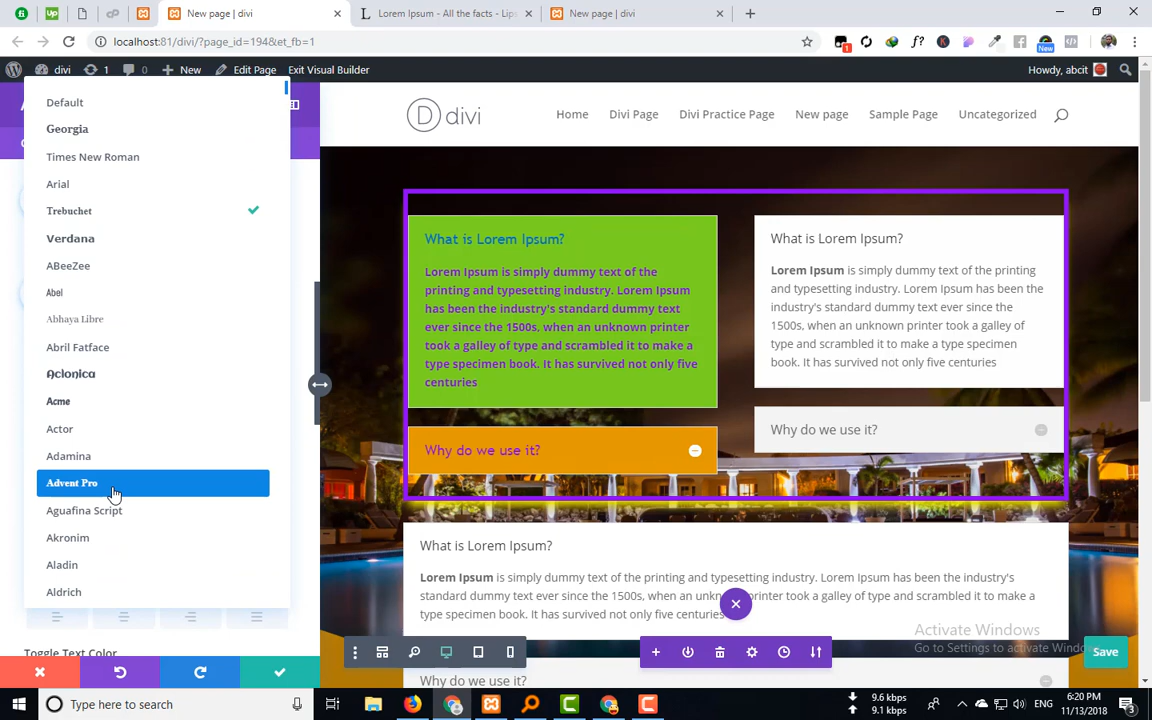 New page | divi
Lorem Ipsum - All the facts - Lips
New page | divi
localhost:81/divi/?page_id=194&et_fb=1
divi
1
0
New
Edit Page
Exit Visual Builder
Howdy, abcit
Default
Georgia
Times New Roman
Arial
Trebuchet
Verdana
ABeeZee
Abel
Abhaya Libre
Abril Fatface
Aclonica
Acme
Actor
Adamina
Advent Pro
Aguafina Script
Akronim
Aladin
Aldrich
Toggle Text Color
divi
Home
Divi Page
Divi Practice Page
New page
Sample Page
Uncategorized
What is Lorem Ipsum?
Lorem Ipsum is simply dummy text of the
printing and typesetting industry. Lorem Ipsum
has been the industry's standard dummy text
ever since the 1500s, when an unknown printer
took a galley of type and scrambled it to make a
type specimen book. It has survived not only five
centuries
Why do we use it?
What is Lorem Ipsum?
Lorem Ipsum is simply dummy text of the printing
and typesetting industry. Lorem Ipsum has been the
industry's standard dummy text ever since the
1500s, when an unknown printer took a galley of
type and scrambled it to make a type specimen
book. It has survived not only five centuries
Why do we use it?
What is Lorem Ipsum?
Lorem Ipsum is simply dummy text of the printing and typesetting industry. Lorem Ipsum has been the industry's
standard dummy text ever since the 1500s, when an unknown printer took a galley of type and scrambled it to make a
type specimen book. It has survived not only five centuries
Why do we use it?
Activate Windows
Go to Settings to activate Windows.
Save
Type here to search
9.6 kbps
9.1 kbps
ENG
6:20 PM
11/13/2018
3